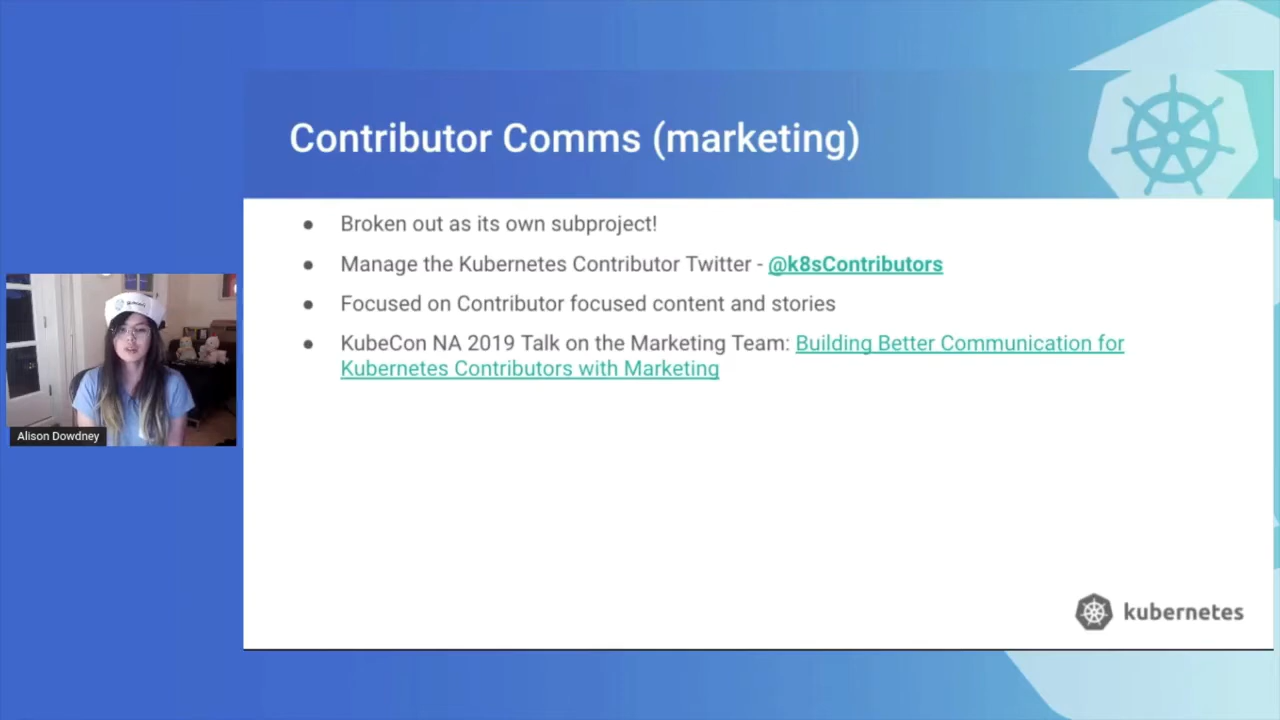 Contributor Comms (marketing)
● Broken out as its own subproject!
● Manage the Kubernetes Contributor Twitter - @k8sContributors
● Focused on Contributor focused content and stories
● KubeCon NA 2019 Talk on the Marketing Team: Building Better Communication for
Kubernetes Contributors with Marketing
Alison Dowdney
kubernetes